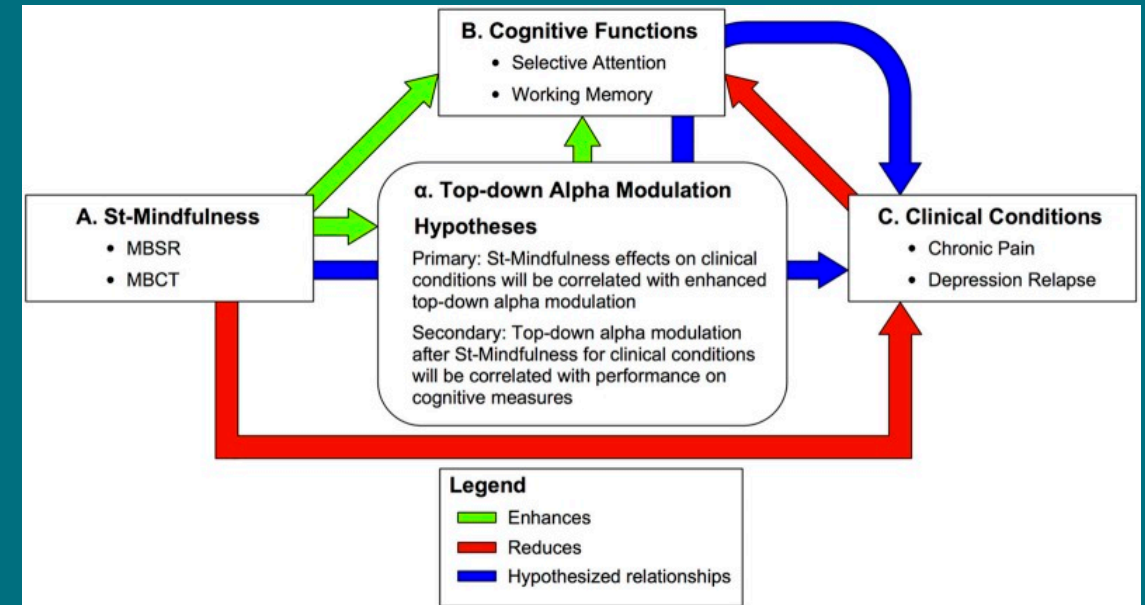 B. Cognitive Functions
• Selective Attention
• Working Memory
A. St-Mindfulness
• MBSR
• MBCT
α. Top-down Alpha Modulation
Hypotheses
Primary: St-Mindfulness effects on clinical
conditions will be correlated with enhanced
top-down alpha modulation
Secondary: Top-down alpha modulation
after St-Mindfulness for clinical conditions
will be correlated with performance on
cognitive measures
C. Clinical Conditions
• Chronic Pain
• Depression Relapse
Legend
Enhances
Reduces
Hypothesized relationships